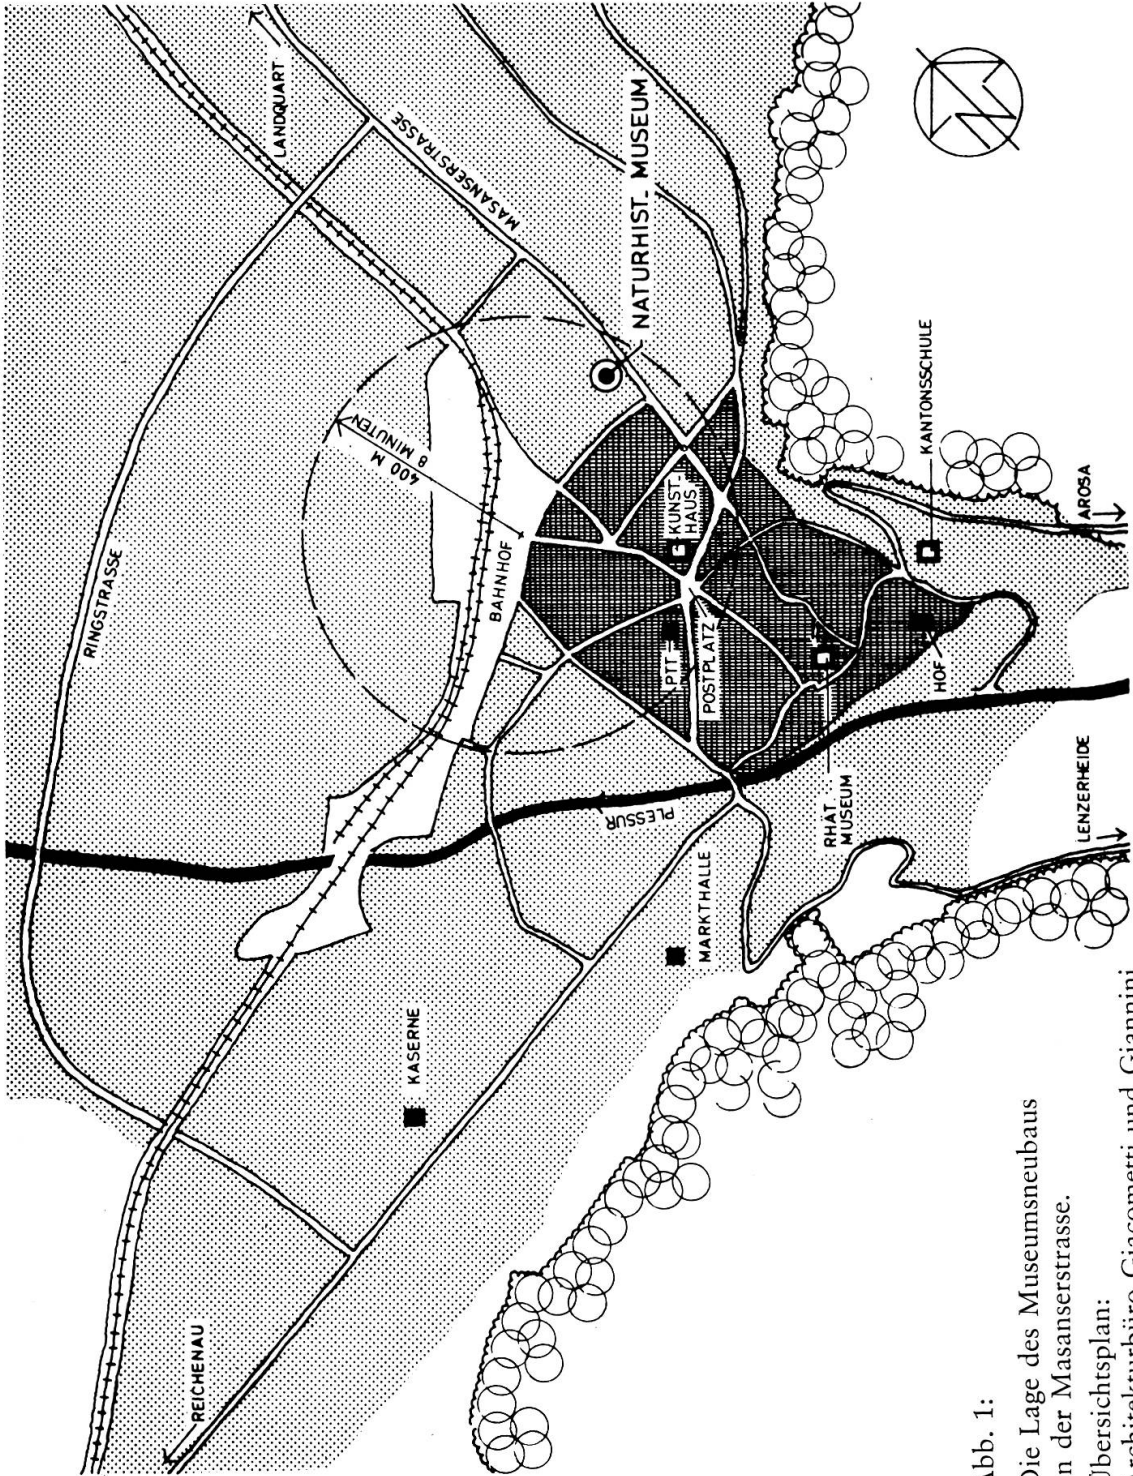 REICHENAU
RINGSTRASSE
LANDQUART
KASERNE
400 M
8 MINUTEN
MASANSERSTRASSE
BAHNHOF
PLESSUR
NATURHIST. MUSEUM
MARKTHALLE
PTT
POSTPLATZ
KUNST-
HAUS
RHAT
MUSEUM
HOF
KANTONSSCHULE
LENZERHEIDE
AROSA
N
Abb. 1:
Die Lage des Museumsneubaus
an der Masanserstrasse.
Übersichtsplan:
Architekturbüro Giacometti und Giannini